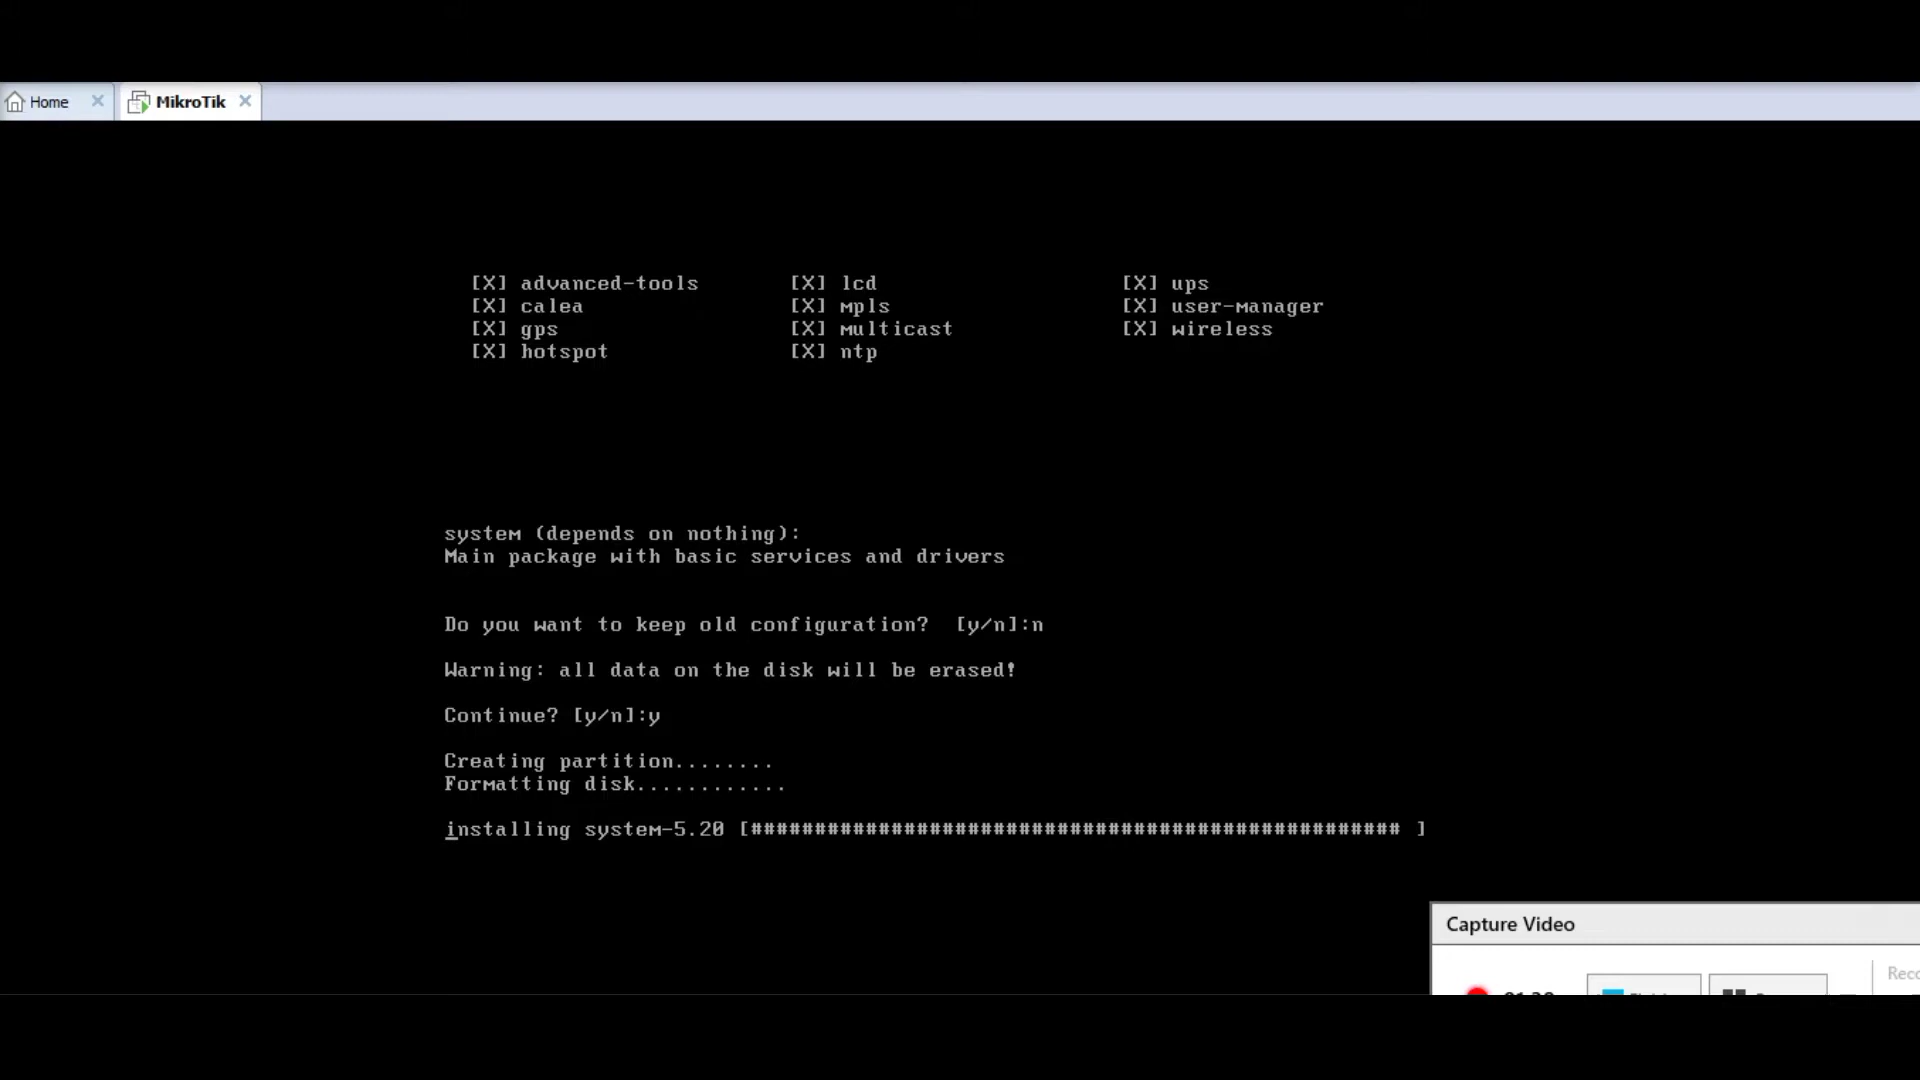 Home
MikroTik
[X] advanced-tools [X] lcd [X] ups
[X] calea [X] mpls [X] user-manager
[X] gps [X] multicast [X] wireless
[X] hotspot [X] ntp
system (depends on nothing):
Main package with basic services and drivers
Do you want to keep old configuration? [y/n]:n
Warning: all data on the disk will be erased!
Continue? [y/n]:y
Creating partition........
Formatting disk............
installing system-5.20 [################################################### ]
Capture Video